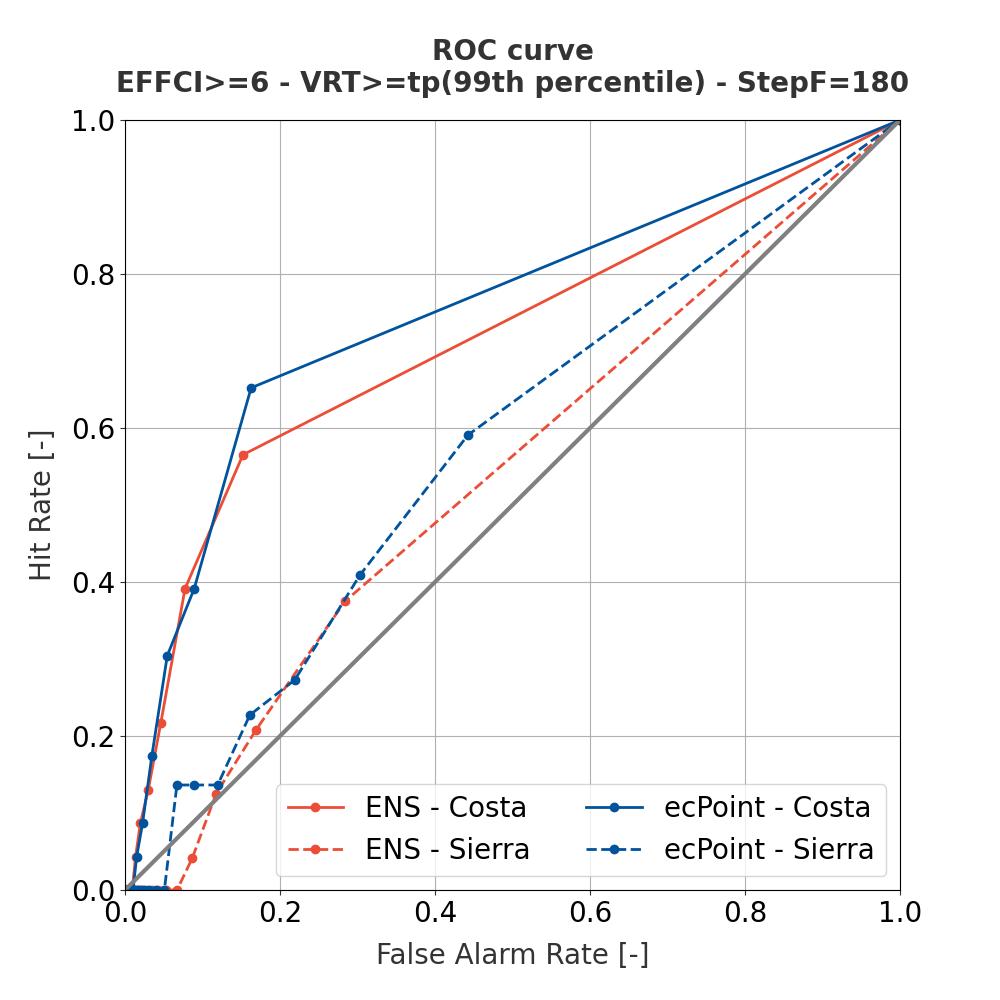 ROC curve
EFFCI>=6 - VRT>=tp(99th percentile) - StepF=180
1.0
0.8
0.6
0.4
0.2
0.0
Hit Rate [-]
ENS - Costa
ENS - Sierra
ecPoint - Costa
ecPoint - Sierra
0.0 0.2 0.4 0.6 0.8 1.0
False Alarm Rate [-]